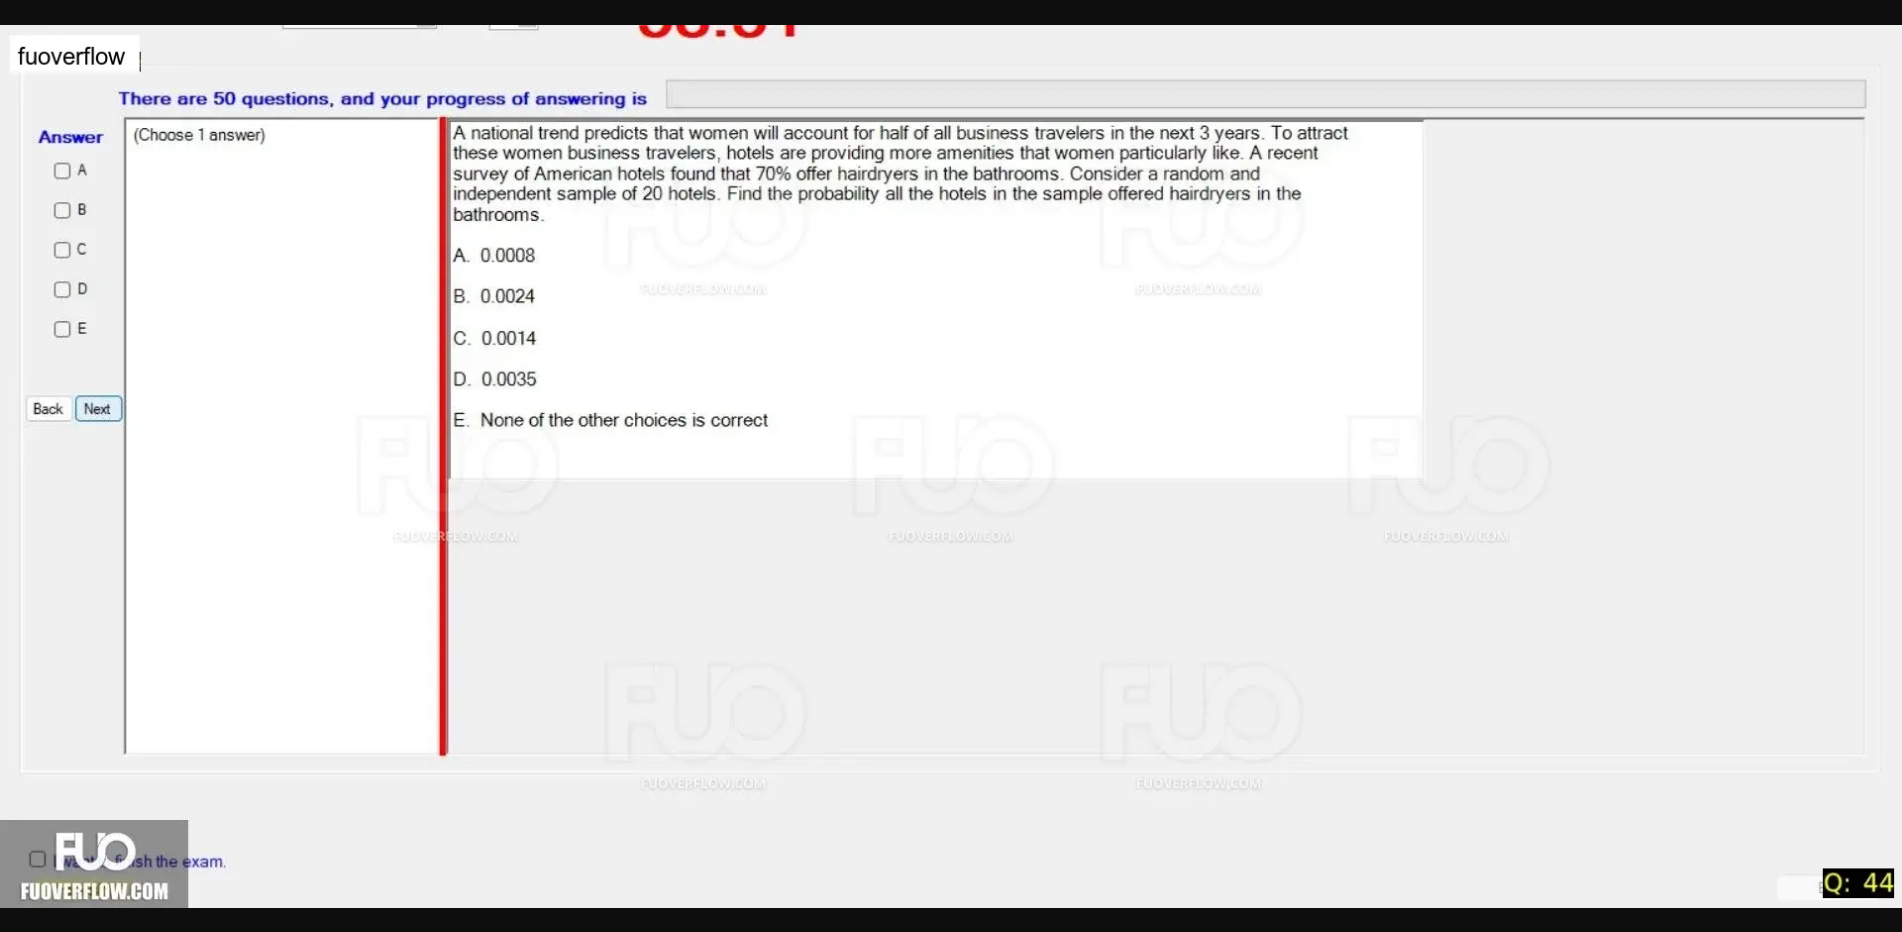 fuoverflow
There are 50 questions, and your progress of answering is
Answer
(Choose 1 answer)
A
B
C
D
E
Back Next
A national trend predicts that women will account for half of all business travelers in the next 3 years. To attract
these women business travelers, hotels are providing more amenities that women particularly like. A recent
survey of American hotels found that 70% offer hairdryers in the bathrooms. Consider a random and
independent sample of 20 hotels. Find the probability all the hotels in the sample offered hairdryers in the
bathrooms.
A. 0.0008
B. 0.0024
C. 0.0014
D. 0.0035
E. None of the other choices is correct
FUO
FUOVERFLOW.COM
FUO
FUOVERFLOW.COM
FUO
FUOVERFLOW.COM
FUO
FUOVERFLOW.COM
FUO
FUOVERFLOW.COM
FUO
FUOVERFLOW.COM
FUO
FUOVERFLOW.COM
the exam.
FUO
FUOVERFLOW.COM
Q: 44